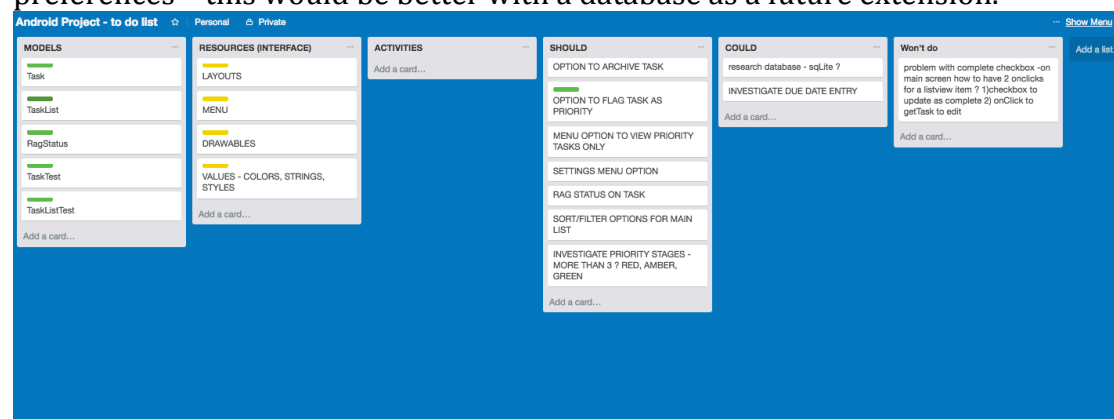 preferences – this would be better with a database as a future extension.
Android Project - to do list Personal Private ... Show Menu
MODELS ...
Task
TaskList
RagStatus
TaskTest
TaskListTest
Add a card...
RESOURCES (INTERFACE) ...
LAYOUTS
MENU
DRAWABLES
VALUES - COLORS, STRINGS,
STYLES
Add a card...
ACTIVITIES ...
Add a card...
SHOULD ...
OPTION TO ARCHIVE TASK
OPTION TO FLAG TASK AS
PRIORITY
MENU OPTION TO VIEW PRIORITY
TASKS ONLY
SETTINGS MENU OPTION
RAG STATUS ON TASK
SORT/FILTER OPTIONS FOR MAIN
LIST
INVESTIGATE PRIORITY STAGES -
MORE THAN 3 ? RED, AMBER,
GREEN
Add a card...
COULD ...
research database - sqLite ?
INVESTIGATE DUE DATE ENTRY
Add a card...
Won't do ...
problem with complete checkbox -on
main screen how to have 2 onclicks
for a listview item ? 1)checkbox to
update as complete 2) onClick to
getTask to edit
Add a card...
Add a list